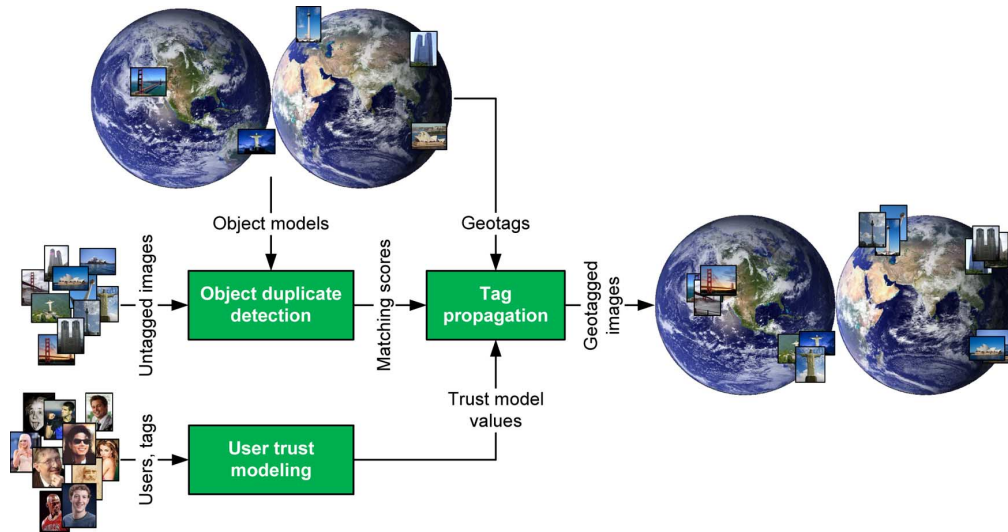 Object models
Geotags
Untagged images
Object duplicate
detection
Matching scores
Tag
propagation
Geotagged
images
Trust model
values
Users, tags
User trust
modeling